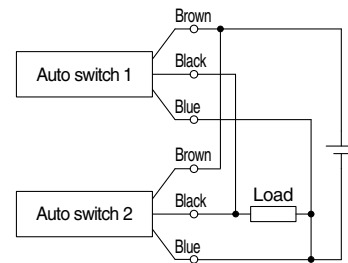 Brown
Auto switch 1
Black
Blue
Brown
Auto switch 2
Black
Load
Blue